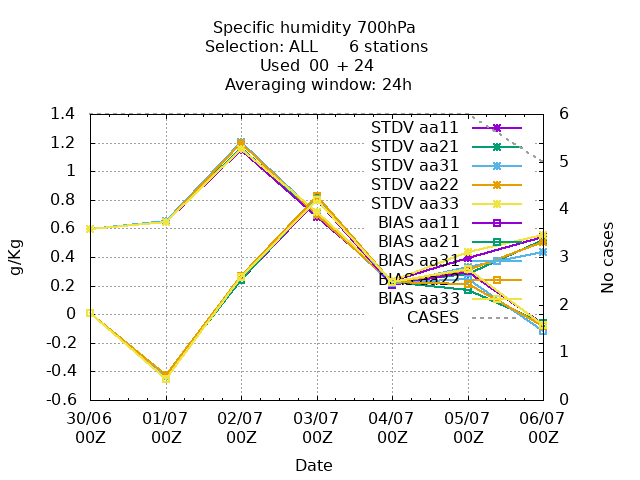 Specific humidity 700hPa
Selection: ALL 6 stations
Used 00 + 24
Averaging window: 24h
1.4
1.2
1
0.8
0.6
0.4
0.2
0
-0.2
-0.4
-0.6
g/Kg
6
5
4
3
2
1
0
No cases
STDV aa11
STDV aa21
STDV aa31
STDV aa22
STDV aa33
BIAS aa11
BIAS aa21
BIAS aa31
BIAS aa22
BIAS aa33
CASES
30/06 01/07 02/07 03/07 04/07 05/07 06/07
00Z 00Z 00Z 00Z 00Z 00Z 00Z
Date